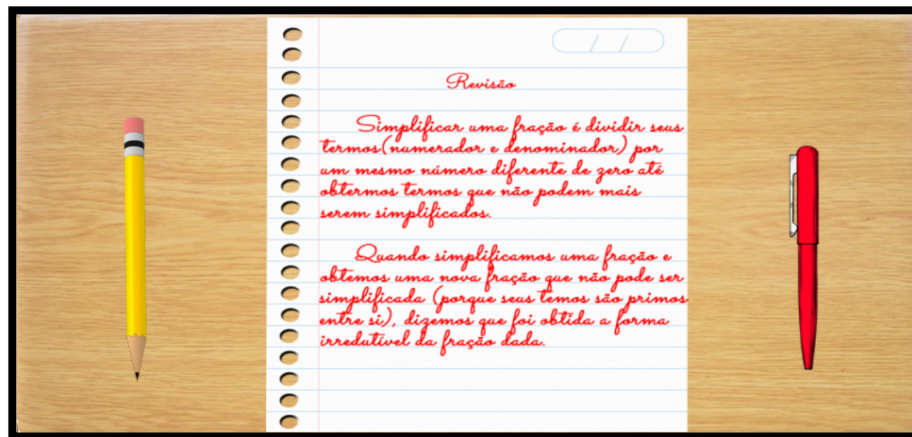 / /
Revisão
Simplificar uma fração é dividir seus
termos(numerador e denominador) por
um mesmo número diferente de zero até
obtermos termos que não podem mais
serem simplificados.
Quando simplificamos uma fração e
obtemos uma nova fração que não pode ser
simplificada (porque seus temos são primos
entre si), dizemos que foi obtida a forma
irredutível da fração dada.